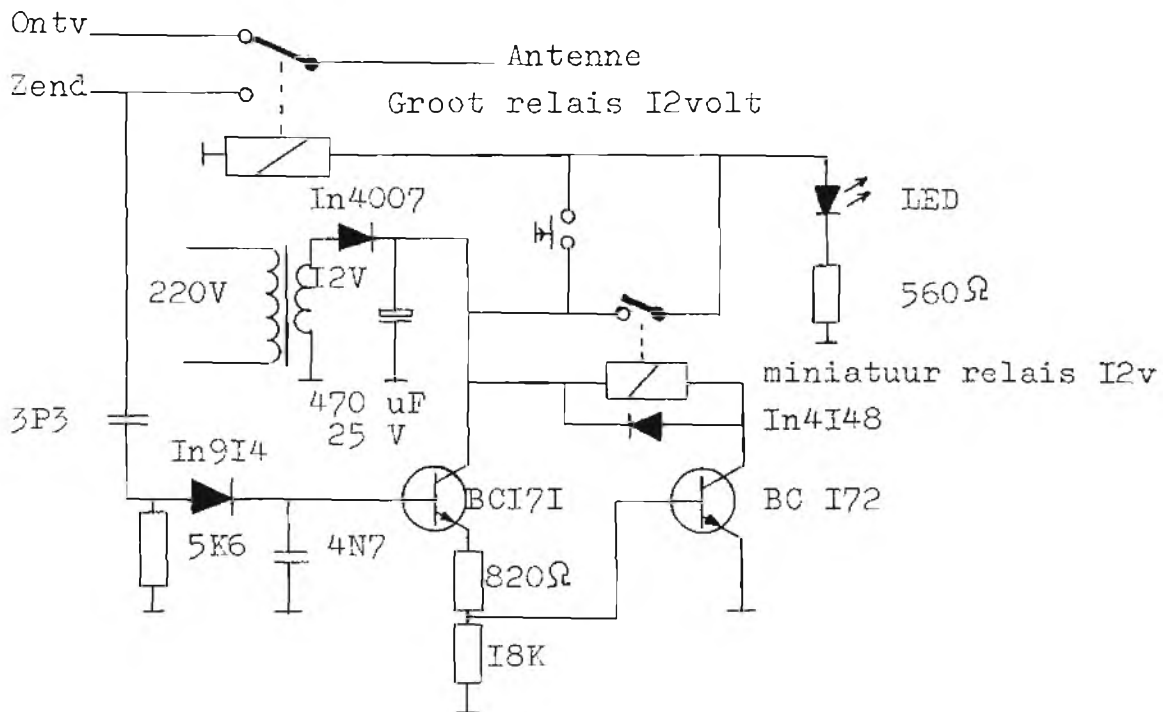 Ontv
Antenne
Zend
Groot relais I2volt
In4007
LED
220V
I2V
560Ω
miniatuur relais I2v
470 uF
25 V
3P3
In4I48
In9I4
BCI7I
BC I72
5K6
4N7
820Ω
I8K